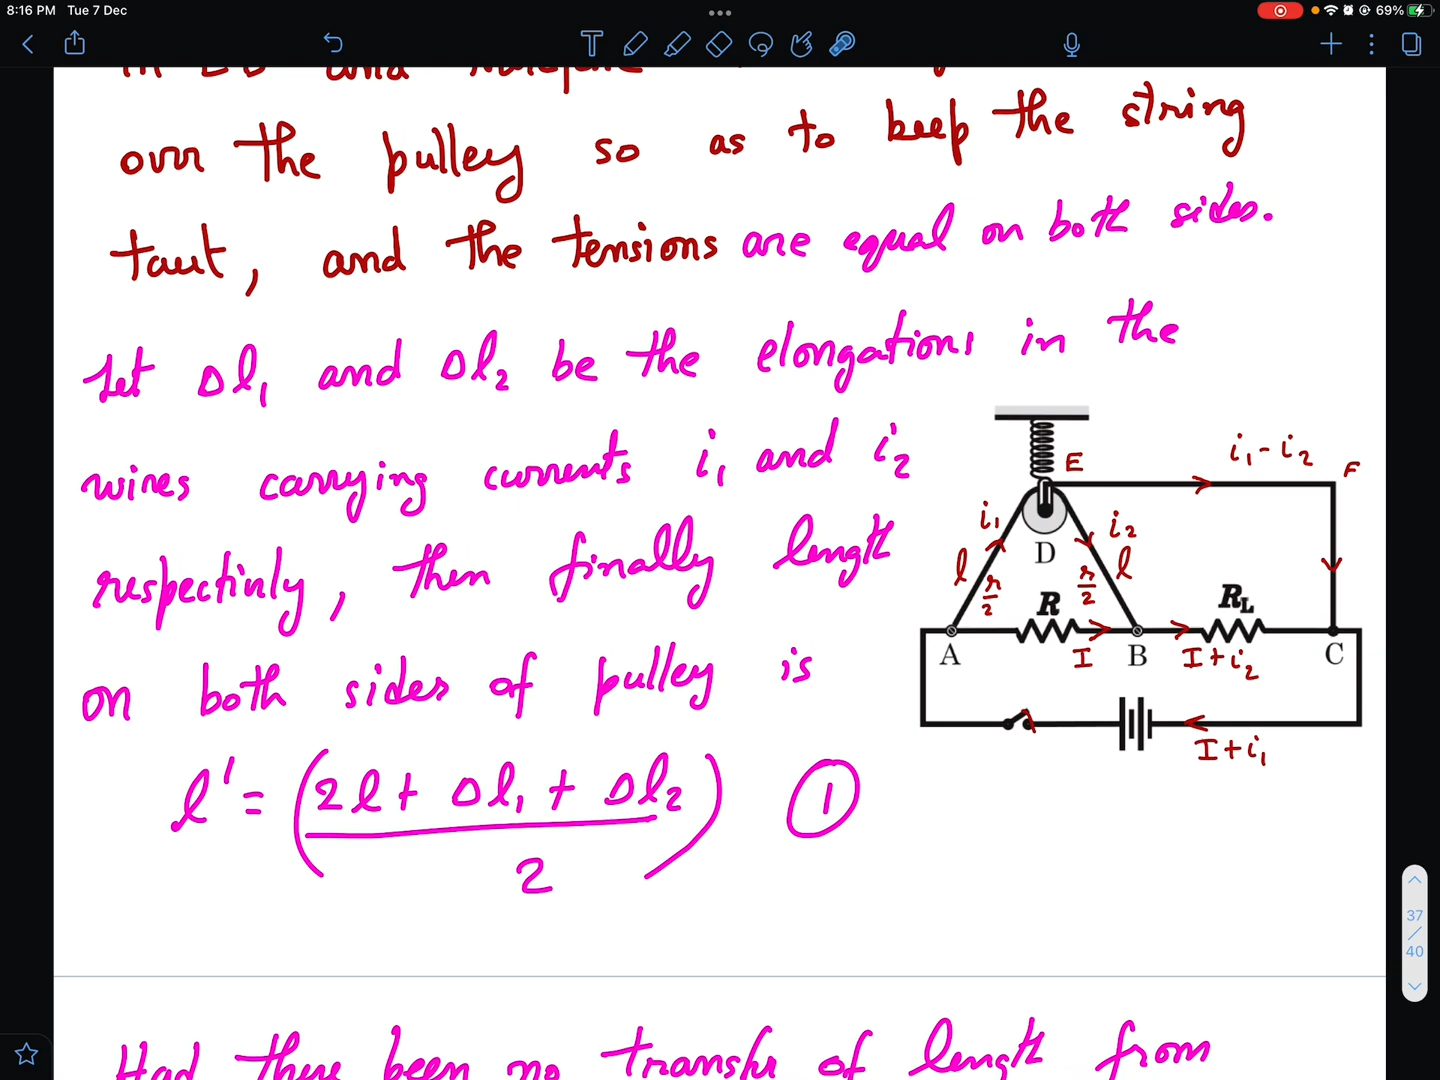 8:16 PM Tue 7 Dec
69%
over the pulley so as to keep the string
taut, and the tensions are equal on both sides.
Let Δl₁ and Δl₂ be the elongations in the
wires carrying currents i₁ and i₂
respectively, then finally length
on both sides of pulley is
l' = (2l + Δl₁ + Δl₂ / 2) ①
E
i₁ - i₂
F
i₁
i₂
D
l
l
r/2
r/2
R
R_L
A
I
B
I + i₂
C
I + i₁
37
/
40
Had there been no transfer of length from